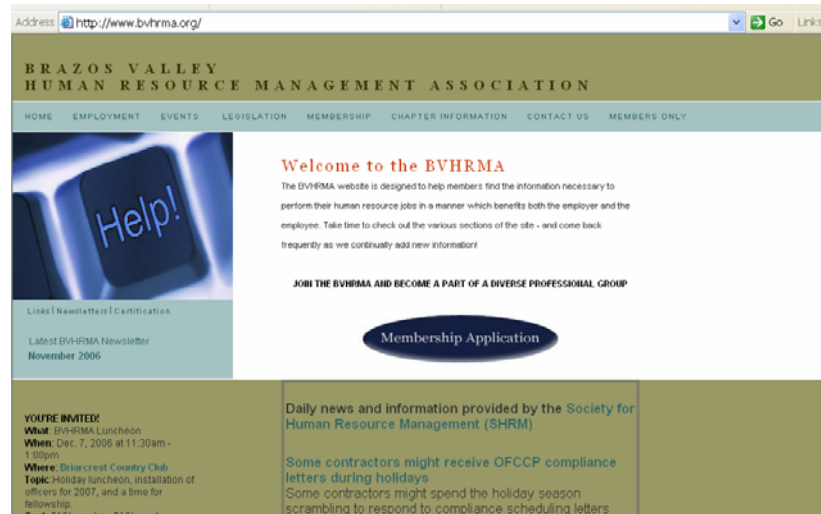 Address http://www.bvhrma.org/ Go Links
BRAZOS VALLEY
HUMAN RESOURCE MANAGEMENT ASSOCIATION
HOME EMPLOYMENT EVENTS LEGISLATION MEMBERSHIP CHAPTER INFORMATION CONTACT US MEMBERS ONLY
Help!
Welcome to the BVHRMA
The BVHRMA website is designed to help members find the information necessary to
perform their human resource jobs in a manner which benefits both the employer and the
employee. Take time to check out the various sections of the site - and come back
frequently as we continually add new information!
JOIN THE BVHRMA AND BECOME A PART OF A DIVERSE PROFESSIONAL GROUP
Membership Application
Links | Newsletters | Certification
Latest BVHRMA Newsletter
November 2006
YOU'RE INVITED!
What: BVHRMA Luncheon
When: Dec. 7, 2006 at 11:30am -
1:00pm
Where: Briarcrest Country Club
Topic: Holiday luncheon, installation of
officers for 2007, and a time for
fellowship.
Daily news and information provided by the Society for
Human Resource Management (SHRM)
Some contractors might receive OFCCP compliance
letters during holidays
Some contractors might spend the holiday season
scrambling to respond to compliance scheduling letters